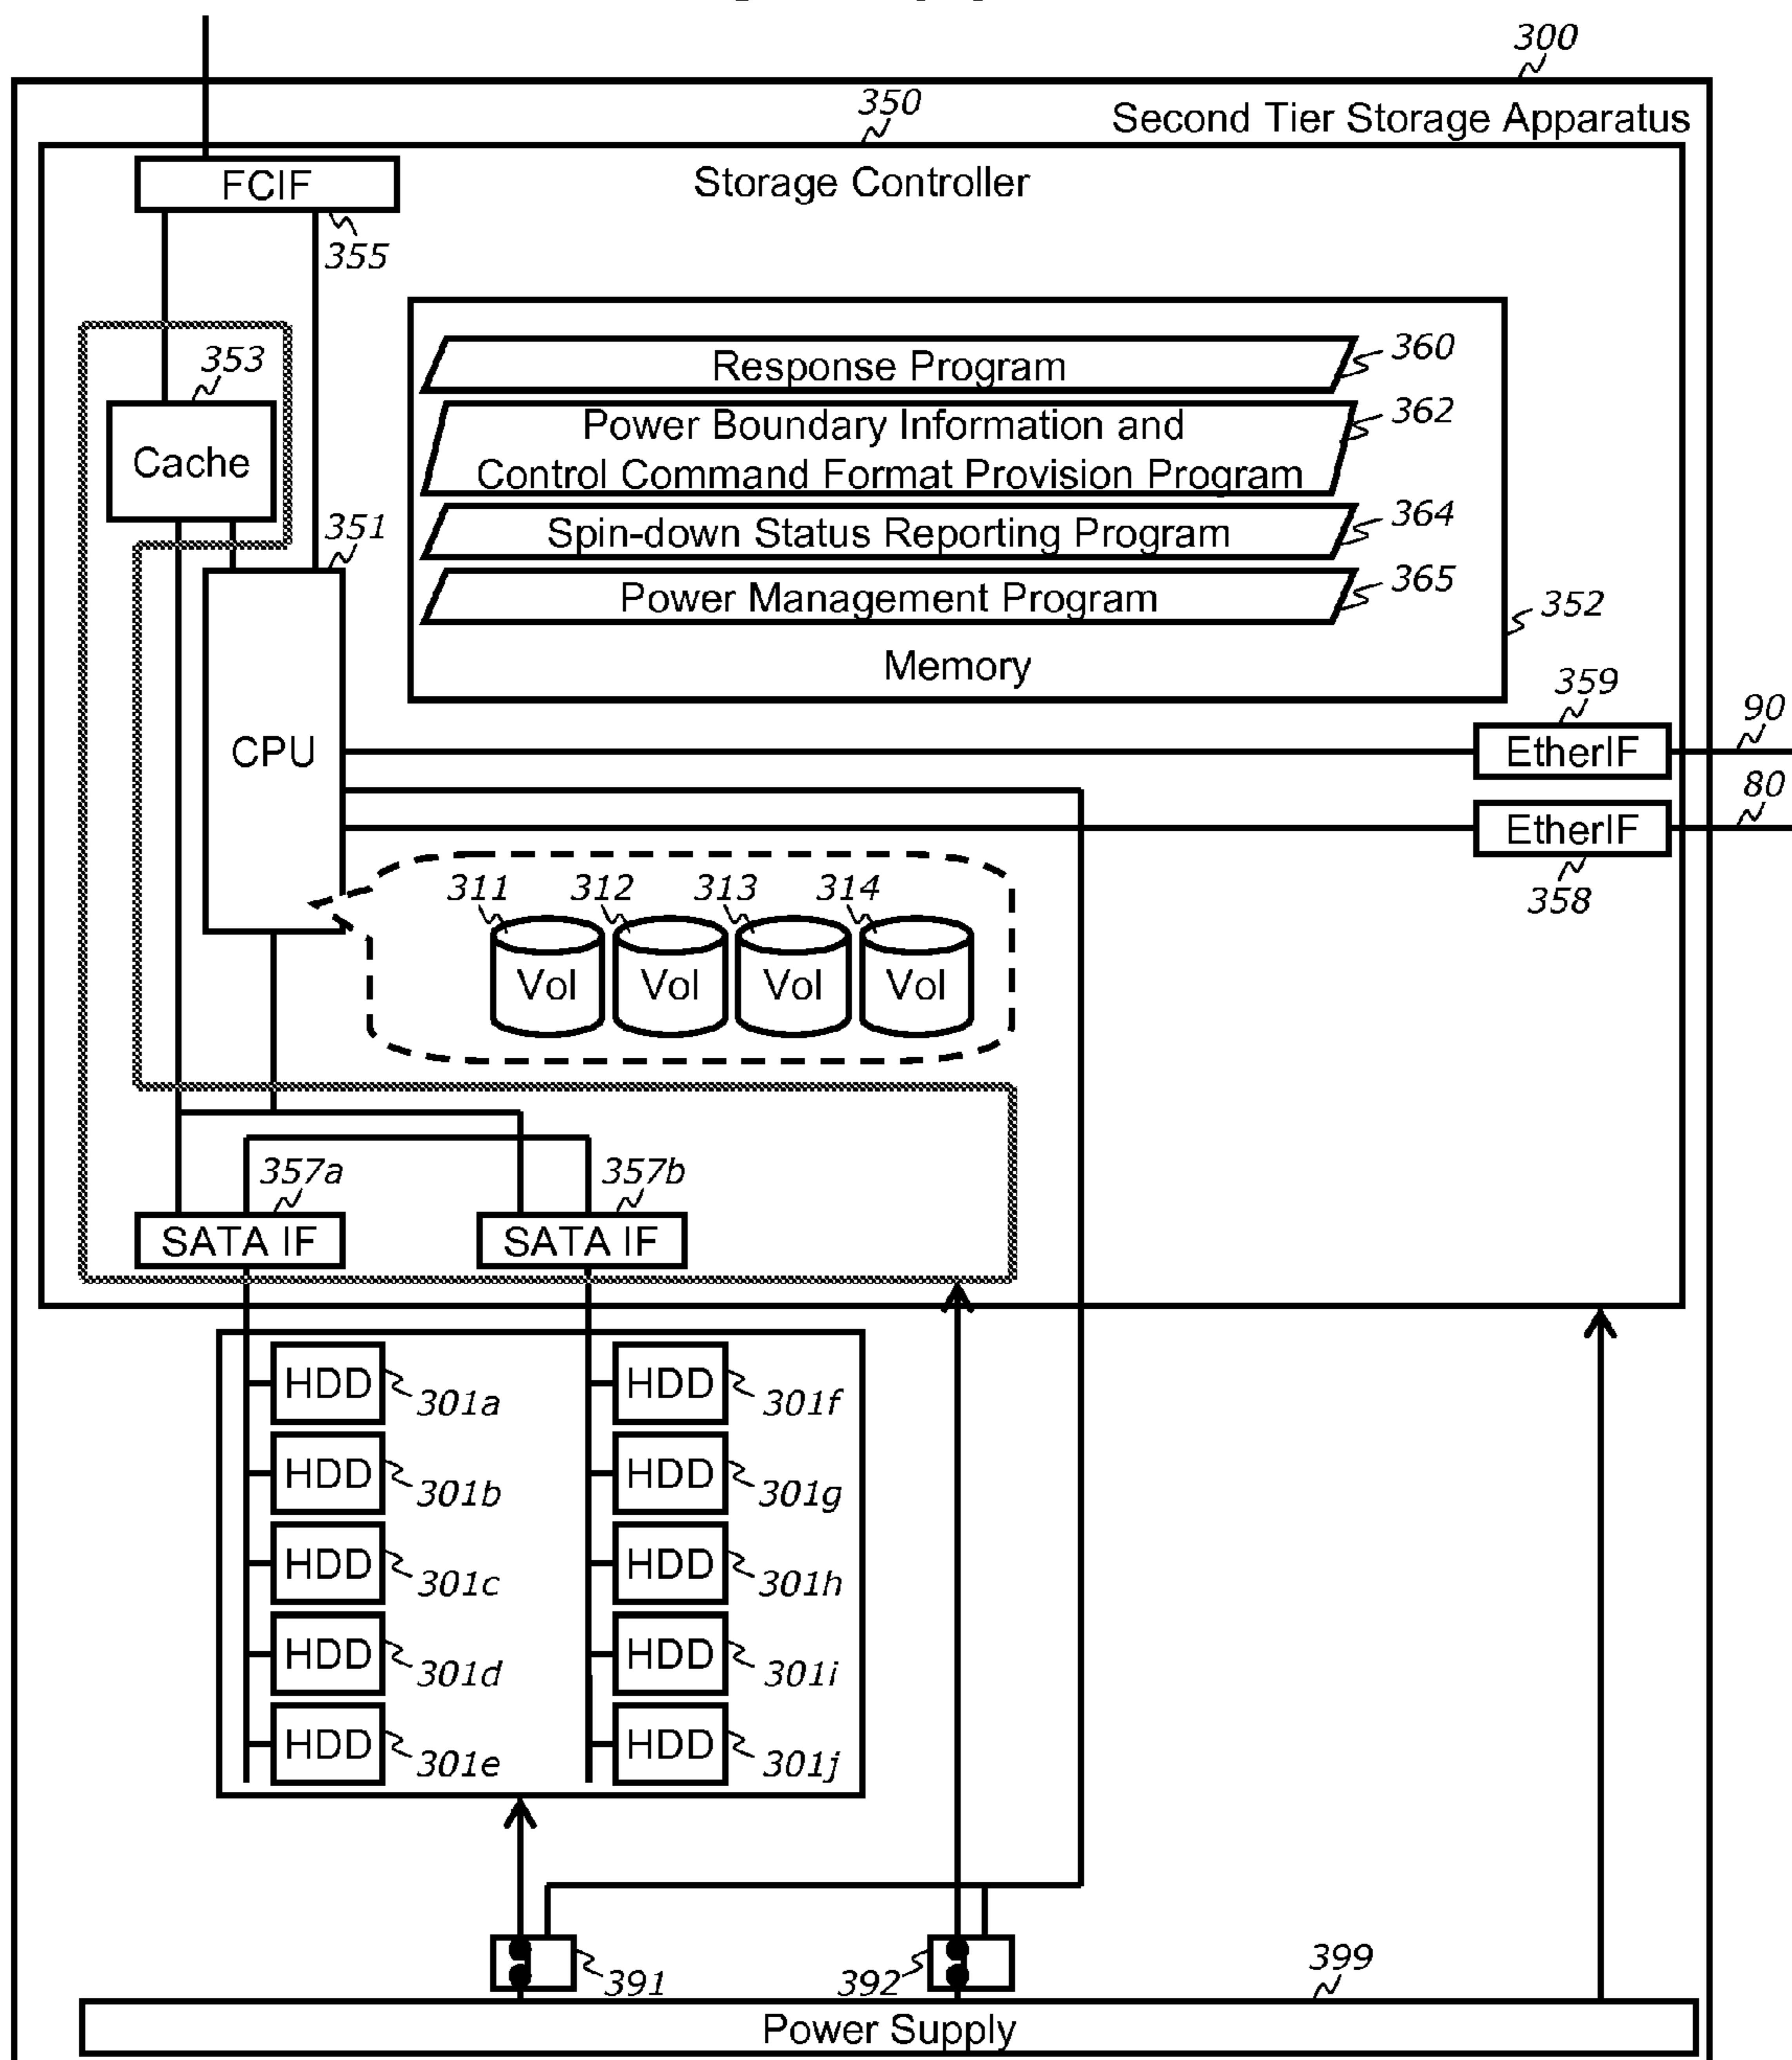 300
350
Second Tier Storage Apparatus
FCIF
Storage Controller
355
353
Cache
Response Program
360
Power Boundary Information and
Control Command Format Provision Program
362
Spin-down Status Reporting Program
364
Power Management Program
365
Memory
352
351
CPU
359
EtherIF
90
80
EtherIF
358
311
312
313
314
Vol
Vol
Vol
Vol
357a
357b
SATA IF
SATA IF
HDD
301a
HDD
301f
HDD
301b
HDD
301g
HDD
301c
HDD
301h
HDD
301d
HDD
301i
HDD
301e
HDD
301j
391
392
399
Power Supply